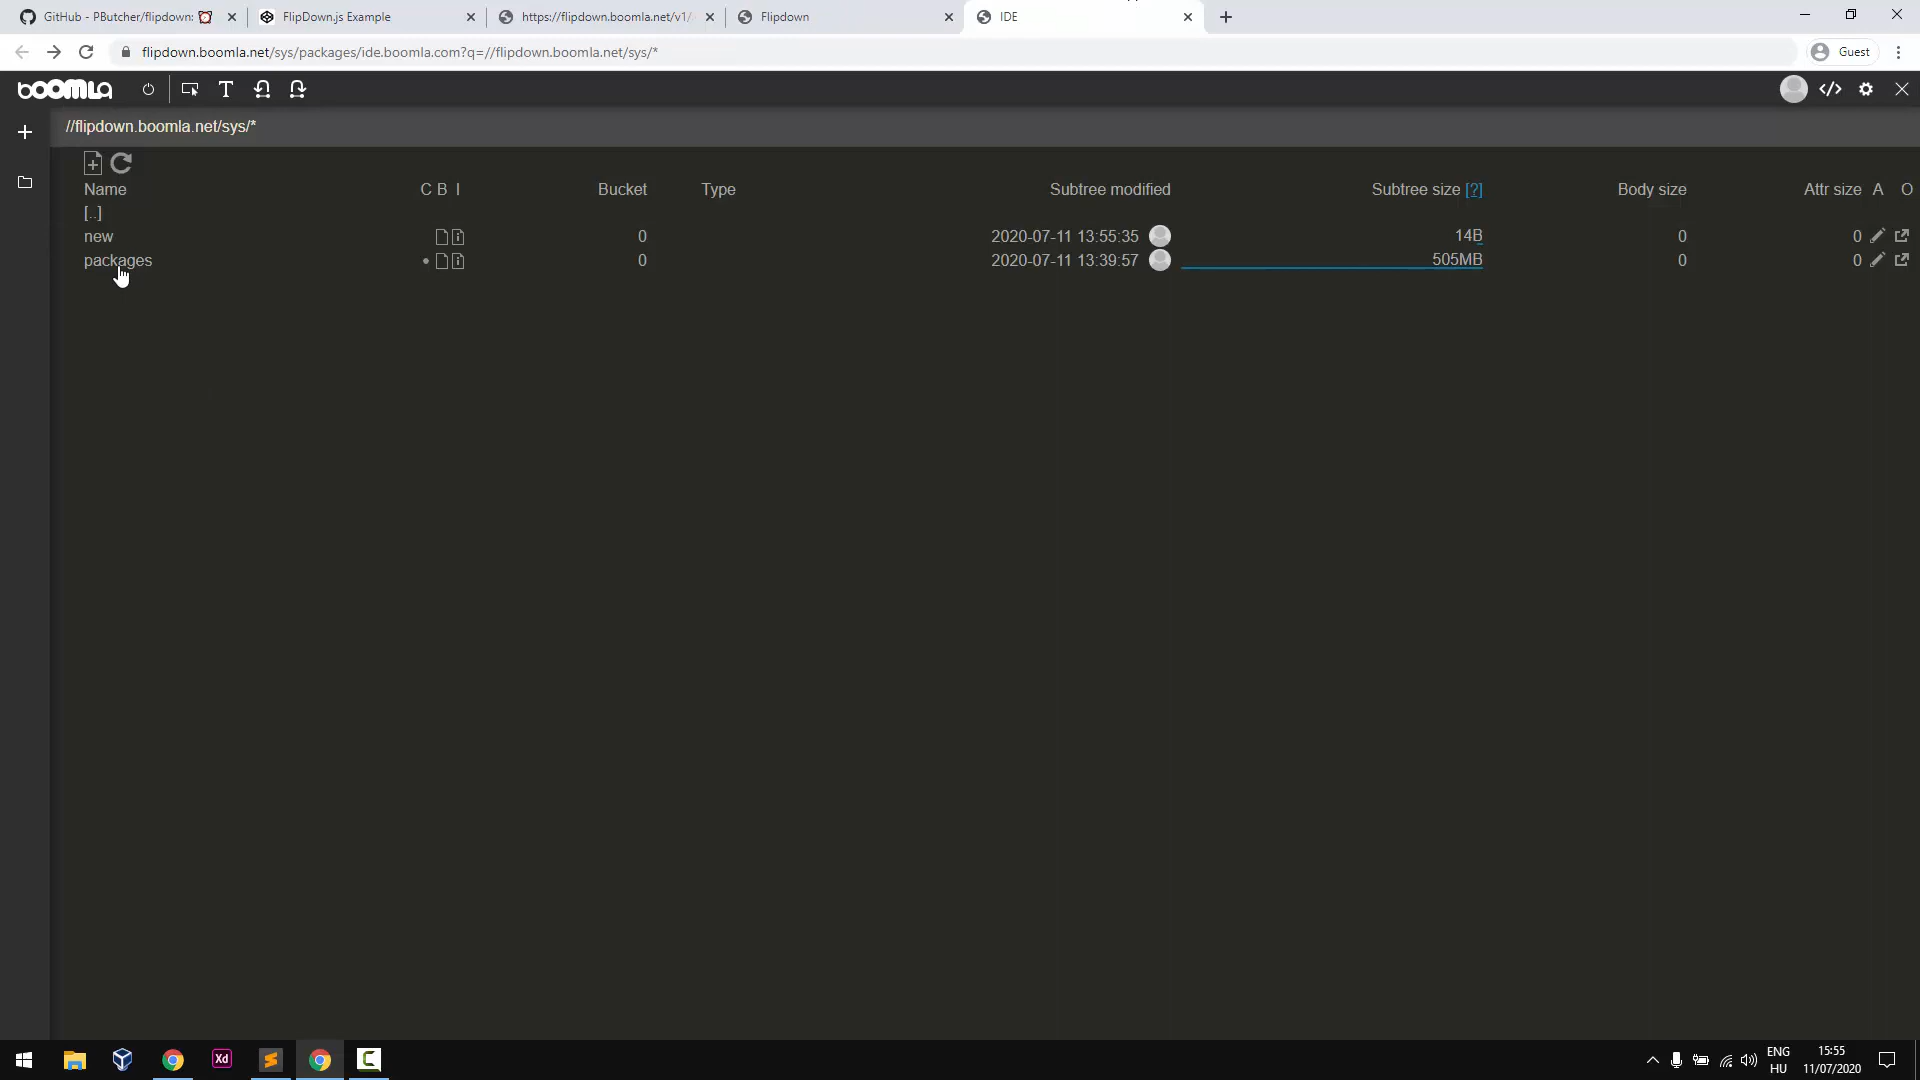 GitHub - PButcher/flipdown: ⏰
FlipDown.js Example
https://flipdown.boomla.net/v1/
Flipdown
IDE
flipdown.boomla.net/sys/packages/ide.boomla.com?q=//flipdown.boomla.net/sys/*
Guest
boomla
//flipdown.boomla.net/sys/*
Name C B I Bucket Type Subtree modified Subtree size [?] Body size Attr size A O
[..]
new 0 2020-07-11 13:55:35 14B 0 0
packages 0 2020-07-11 13:39:57 505MB 0 0
Xd
ENG
HU
15:55
11/07/2020